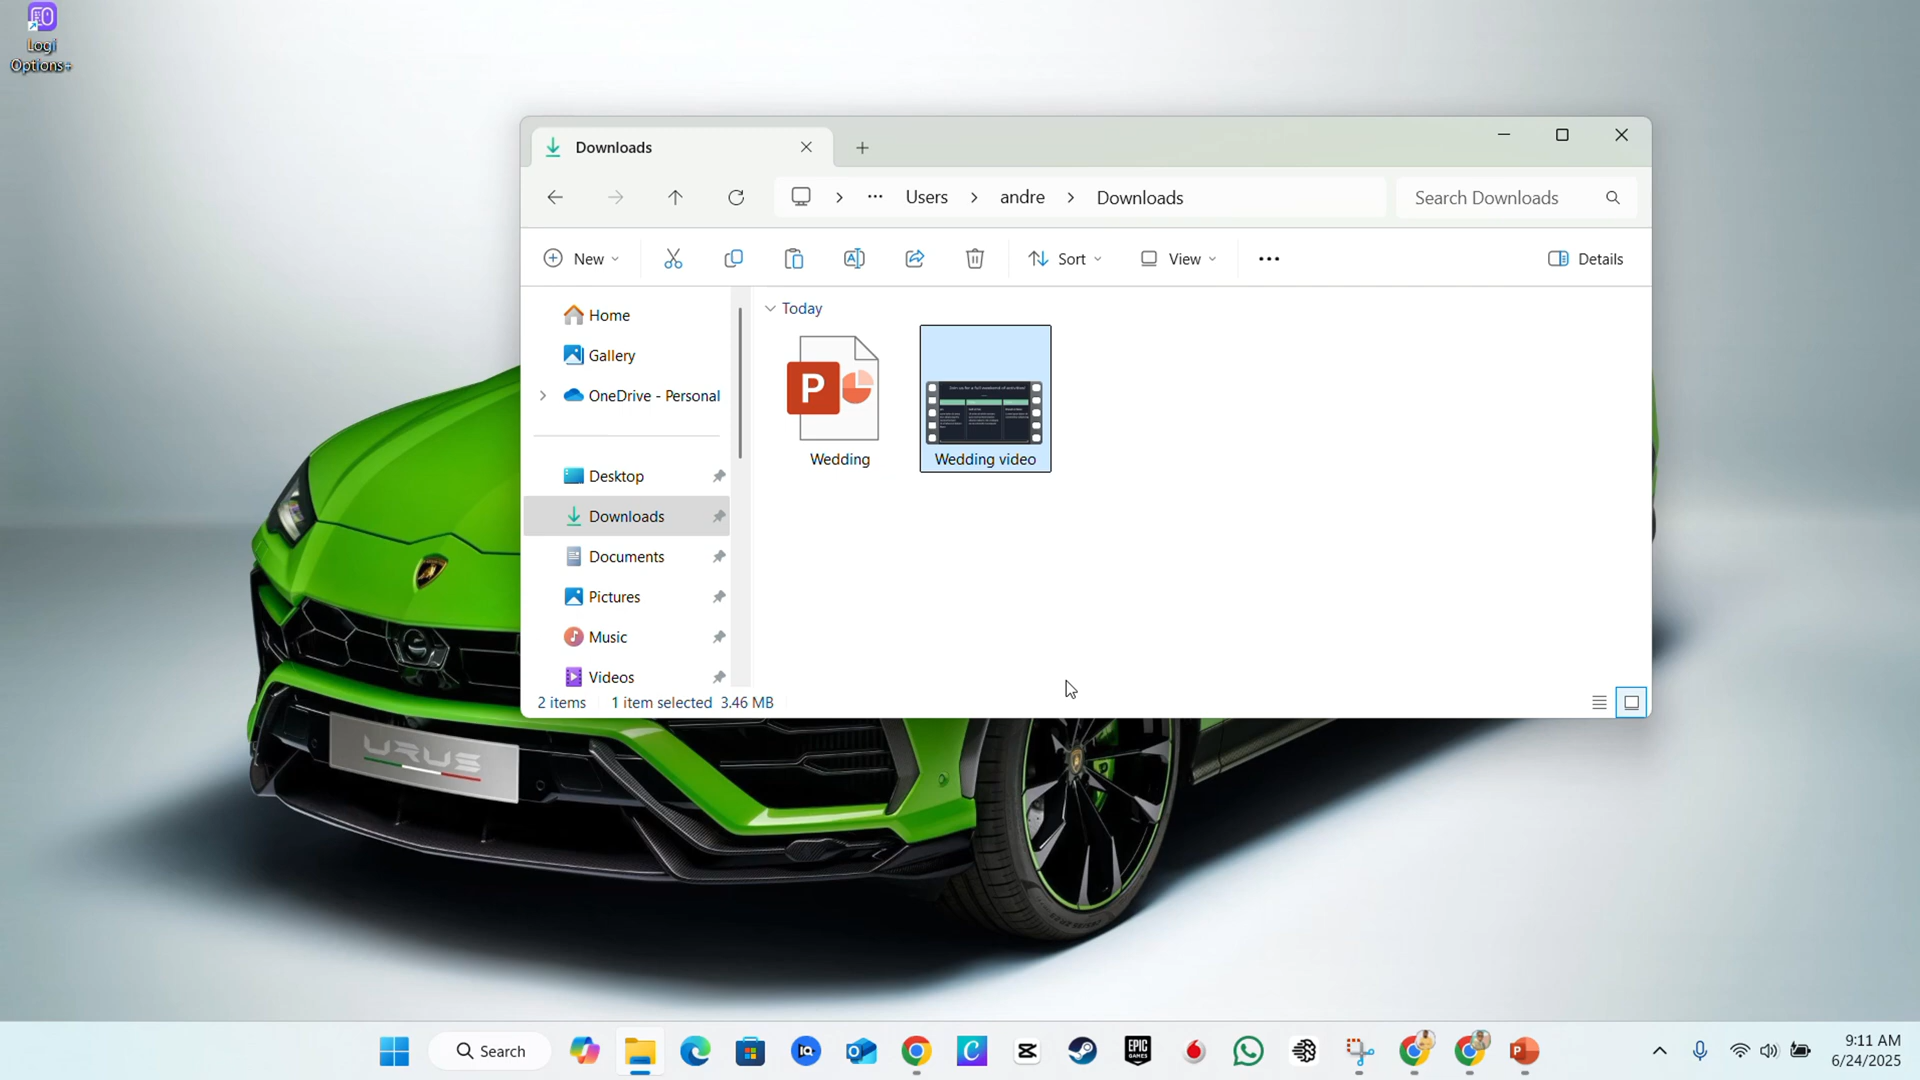 Logi
Options+
Downloads
Users
andre
Downloads
Search Downloads
New
Sort
View
Details
Home
Gallery
OneDrive - Personal
Desktop
Downloads
Documents
Pictures
Music
Videos
Today
P
Wedding
Wedding video
2 items
1 item selected 3.46 MB
URUS
Search
EPIC
GAMES
9:11 AM
6/24/2025